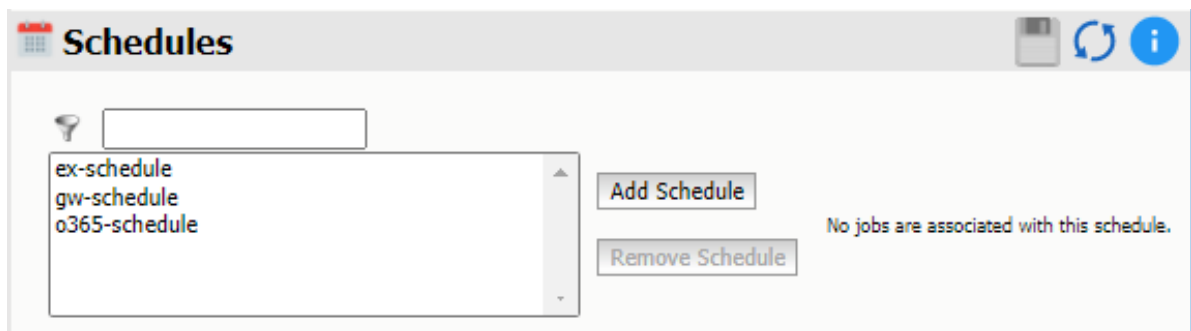 Schedules
ex-schedule
gw-schedule
o365-schedule
Add Schedule
Remove Schedule
No jobs are associated with this schedule.